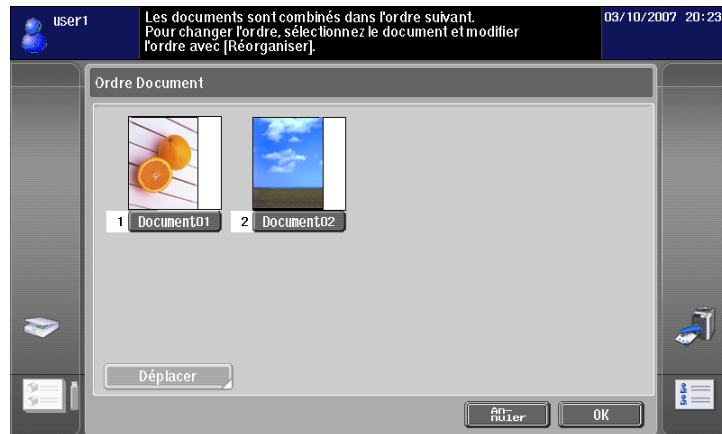 user1
Les documents sont combinés dans l'ordre suivant.
Pour changer l'ordre, sélectionnez le document et modifier
l'ordre avec [Réorganiser].
03/10/2007 20:23
Ordre Document
1 Document01 2 Document02
Déplacer
An-
nuler
OK